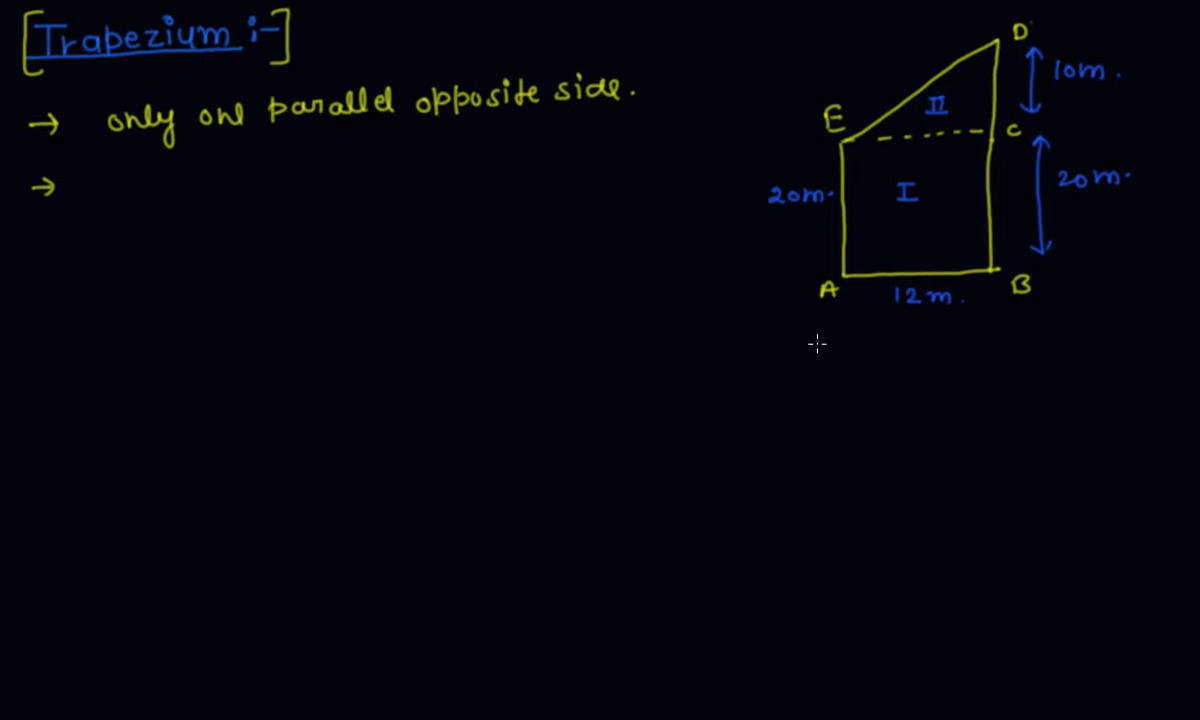 [Trapezium :-]
→ only one parallel opposite side.
→
D
10m.
E
II
C
20m.
I
20m.
A
12m.
B